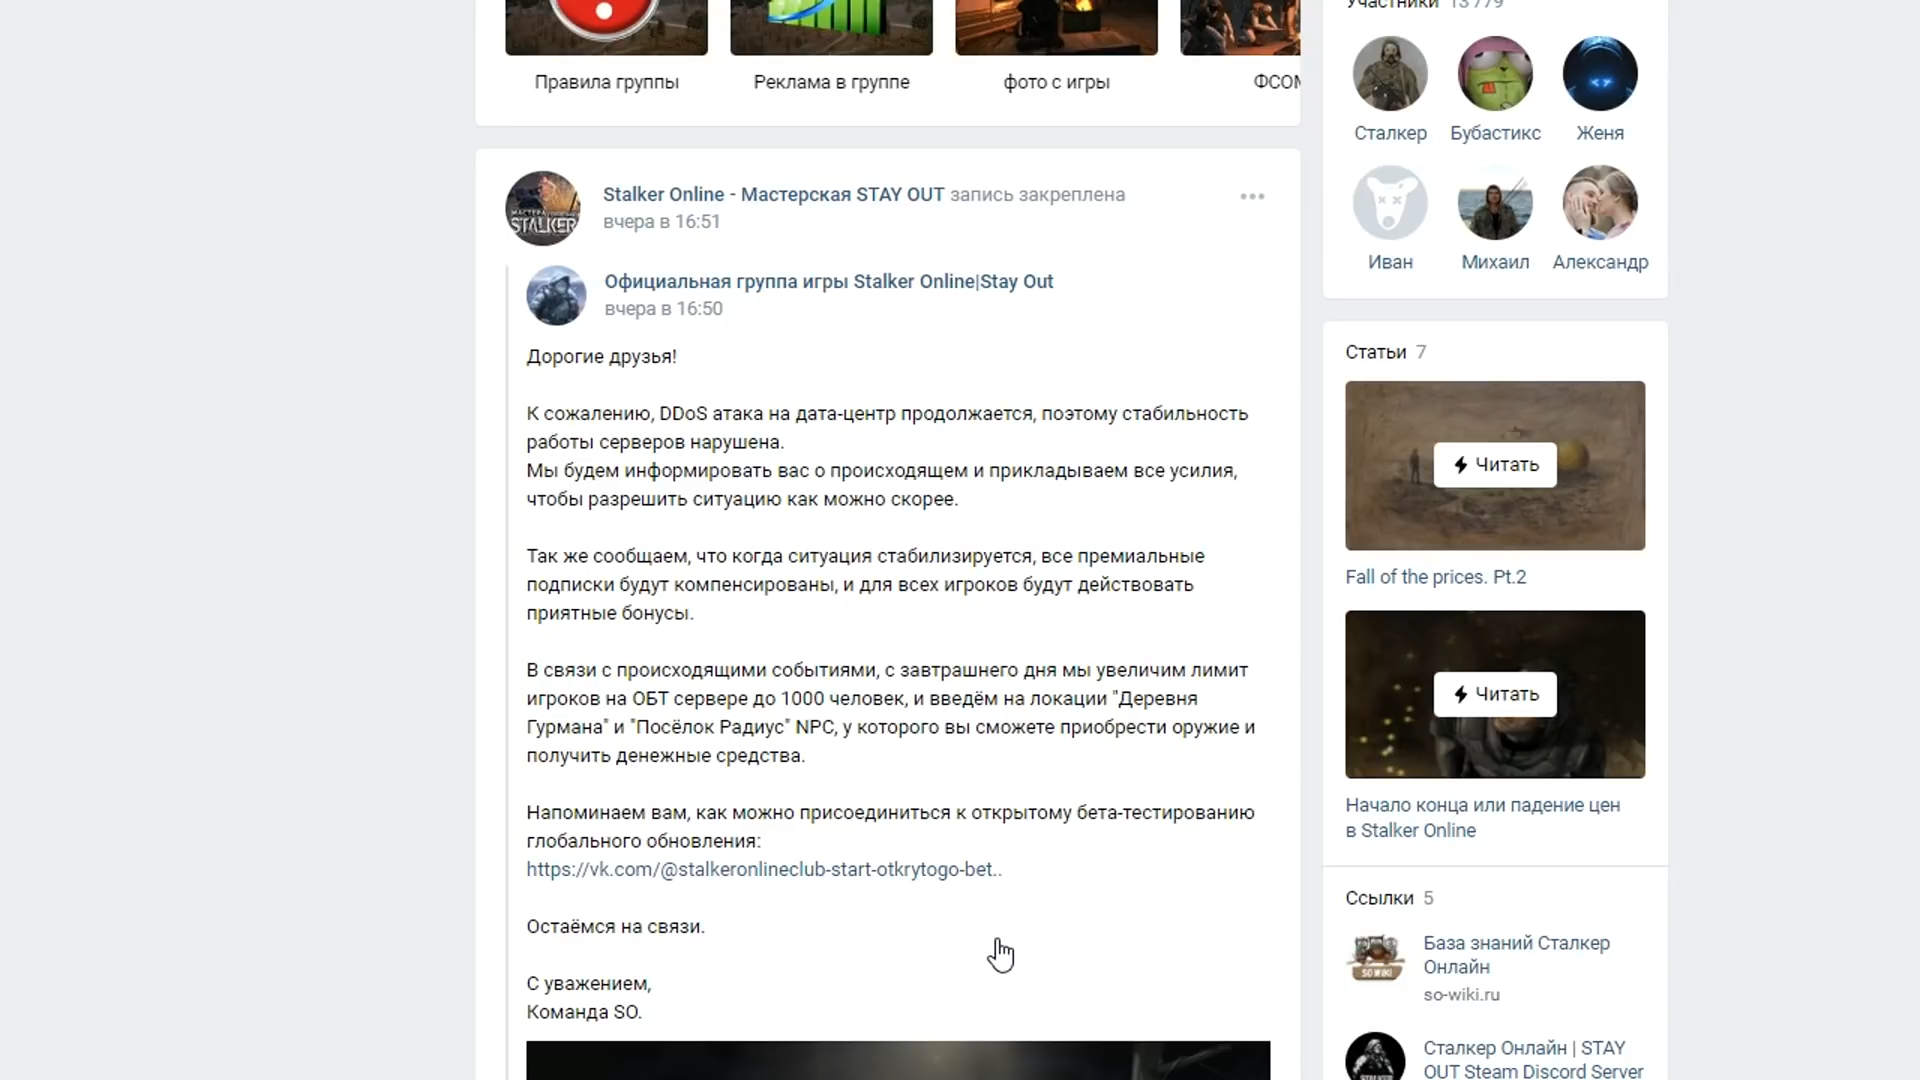 Правила группы
Реклама в группе
фото с игры
Участники 13 779
Сталкер
Бубастикс
Женя
Иван
Михаил
Александр
Stalker Online - Мастерская STAY OUT запись закреплена
вчера в 16:51
Официальная группа игры Stalker Online|Stay Out
вчера в 16:50
Дорогие друзья!
К сожалению, DDoS атака на дата-центр продолжается, поэтому стабильность
работы серверов нарушена.
Мы будем информировать вас о происходящем и прикладываем все усилия,
чтобы разрешить ситуацию как можно скорее.
Так же сообщаем, что когда ситуация стабилизируется, все премиальные
подписки будут компенсированы, и для всех игроков будут действовать
приятные бонусы.
В связи с происходящими событиями, с завтрашнего дня мы увеличим лимит
игроков на ОБТ сервере до 1000 человек, и введём на локации "Деревня
Гурмана" и "Посёлок Радиус" NPC, у которого вы сможете приобрести оружие и
получить денежные средства.
Напоминаем вам, как можно присоединиться к открытому бета-тестированию
глобального обновления:
https://vk.com/@stalkeronlineclub-start-otkrytogo-bet..
Остаёмся на связи.
С уважением,
Команда SO.
Статьи 7
Читать
Fall of the prices. Pt.2
Читать
Начало конца или падение цен
в Stalker Online
Ссылки 5
SO WIKI
База знаний Сталкер
Онлайн
so-wiki.ru
Сталкер Онлайн | STAY
OUT Steam Discord Server